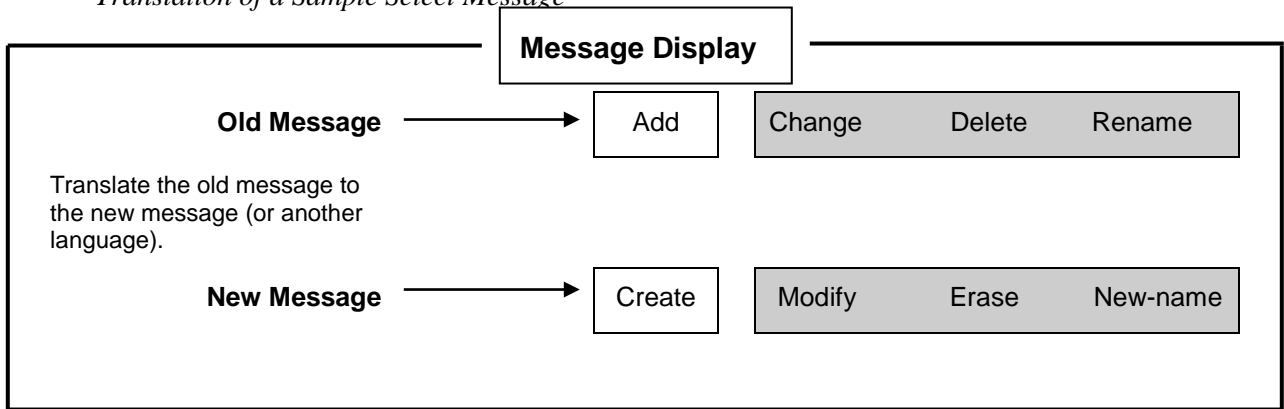 Translation of a Sample Select Message
Message Display
Old Message Add Change Delete Rename
Translate the old message to
the new message (or another
language).
New Message Create Modify Erase New-name